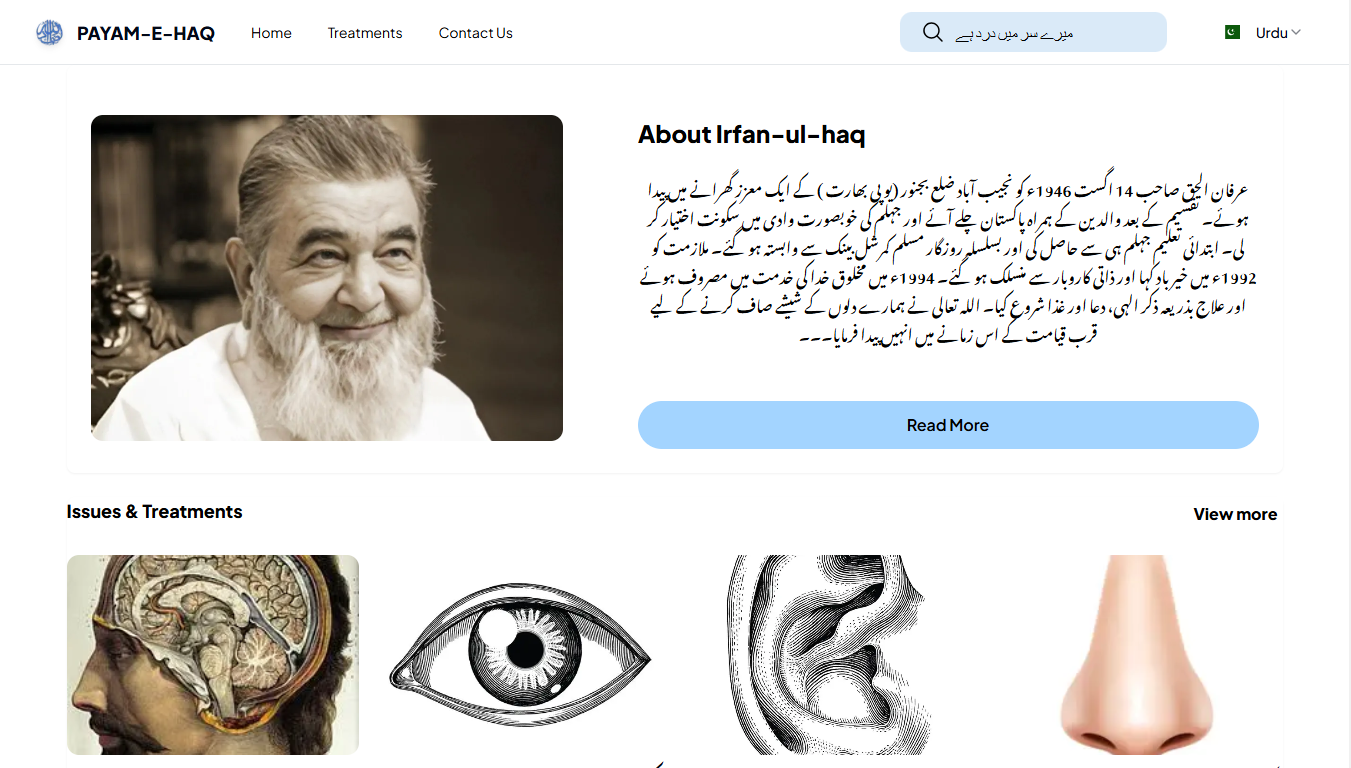 PAYAM-E-HAQ
Home
Treatments
Contact Us
میرے سر میں درد ہے
Urdu
About Irfan-ul-haq
عرفان الحق صاحب 14 اگست 1946ء کو نجیب آباد ضلع بجنور (یو پی بھارت ) کے ایک معزز گھرانے میں پیدا
ہوئے۔ تقسیم کے بعد والدین کے ہمراہ پاکستان چلے آئے اور جہلم کی خوبصورت وادی میں سکونت اختیار کر
لی۔ ابتدائی تعلیم جہلم ہی سے حاصل کی اور بسلسلہ روزگار مسلم کمرشل بینک سے وابستہ ہو گئے۔ ملازمت کو
1992ء میں خیر باد کہا اور ذاتی کاروبار سے منسلک ہو گئے۔ 1994ء میں مخلوق خدا کی خدمت میں مصروف ہوئے
اور علاج بذریعہ ذکر الہی، دعا اور غذا شروع کیا۔ اللہ تعالی نے ہمارے دلوں کے شیشے صاف کرنے کے لیے
قرب قیامت کے اس زمانے میں انہیں پیدا فرمایا۔۔۔
Read More
Issues & Treatments
View more